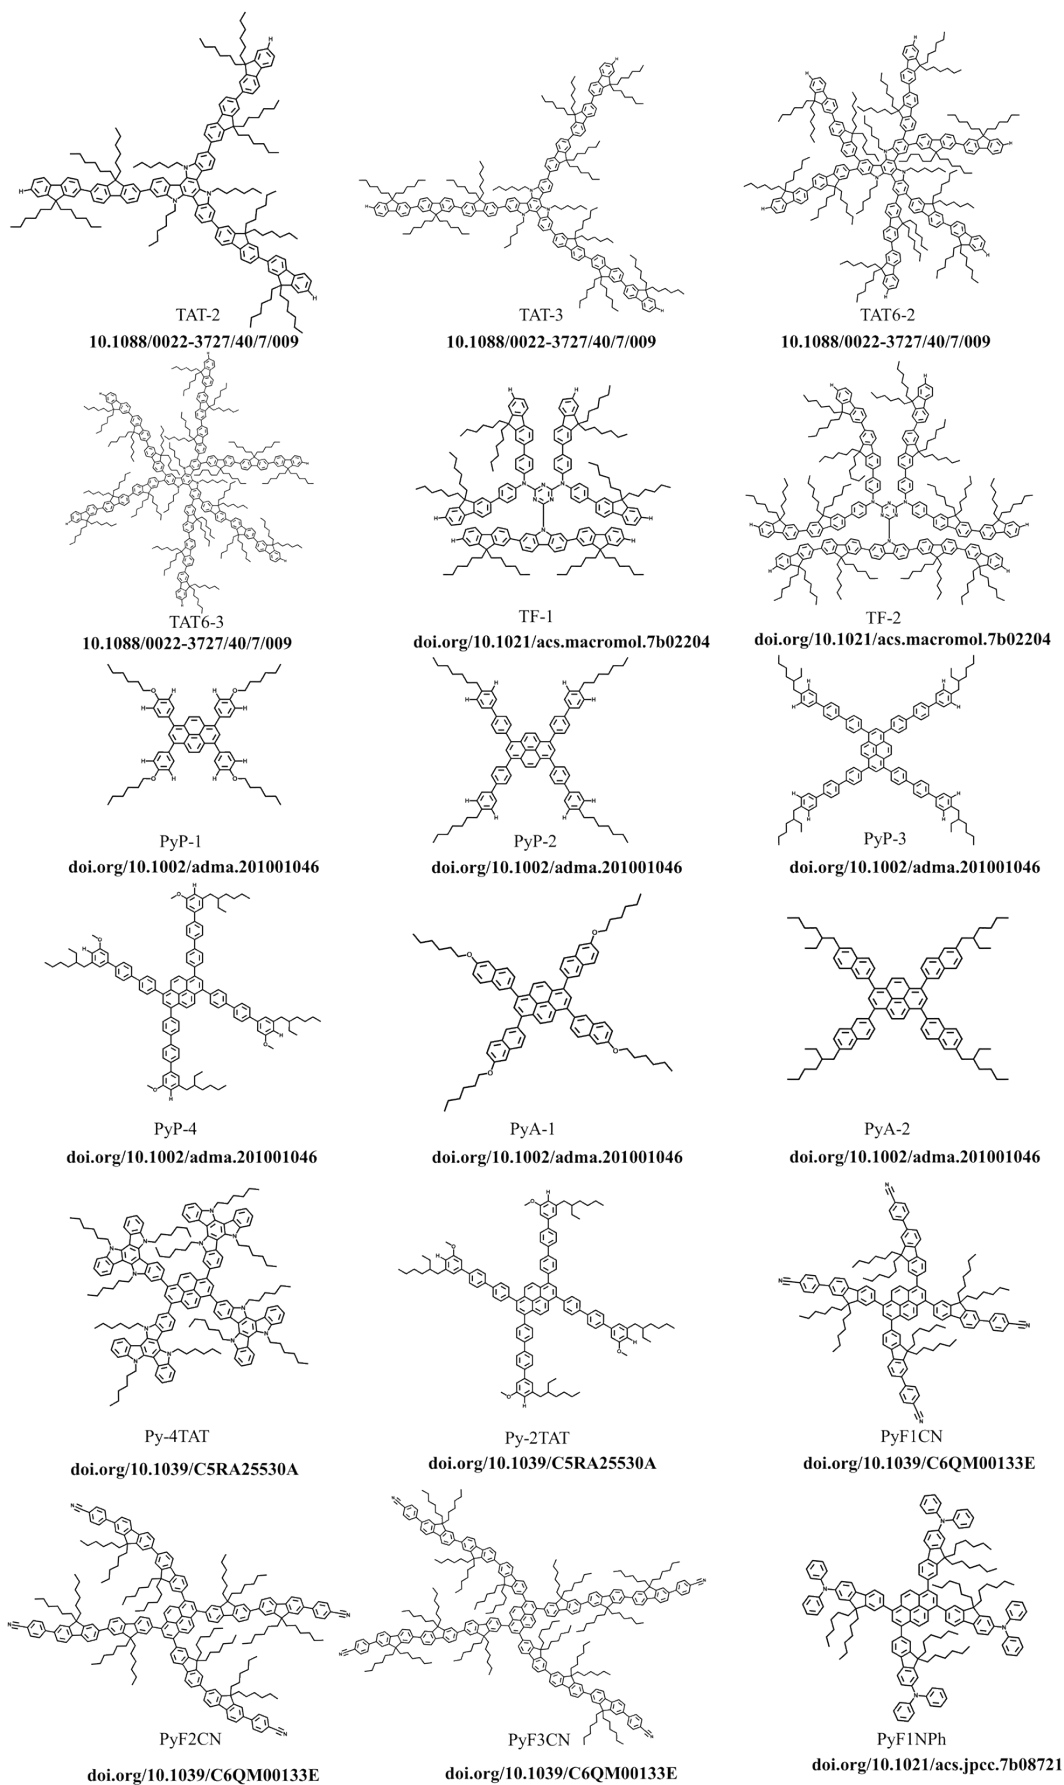 TAT-2 TAT-3 TAT6-2
10.1088/0022-3727/40/7/009 10.1088/0022-3727/40/7/009 10.1088/0022-3727/40/7/009
TAT6-3 TF-1 TF-2
10.1088/0022-3727/40/7/009 doi.org/10.1021/acs.macromol.7b02204 doi.org/10.1021/acs.macromol.7b02204
PyP-1 PyP-2 PyP-3
doi.org/10.1002/adma.201001046 doi.org/10.1002/adma.201001046 doi.org/10.1002/adma.201001046
PyP-4 PyA-1 PyA-2
doi.org/10.1002/adma.201001046 doi.org/10.1002/adma.201001046 doi.org/10.1002/adma.201001046
Py-4TAT Py-2TAT PyF1CN
doi.org/10.1039/C5RA25530A doi.org/10.1039/C5RA25530A doi.org/10.1039/C6QM00133E
PyF2CN PyF3CN PyF1NPh
doi.org/10.1039/C6QM00133E doi.org/10.1039/C6QM00133E doi.org/10.1021/acs.jpcc.7b08721